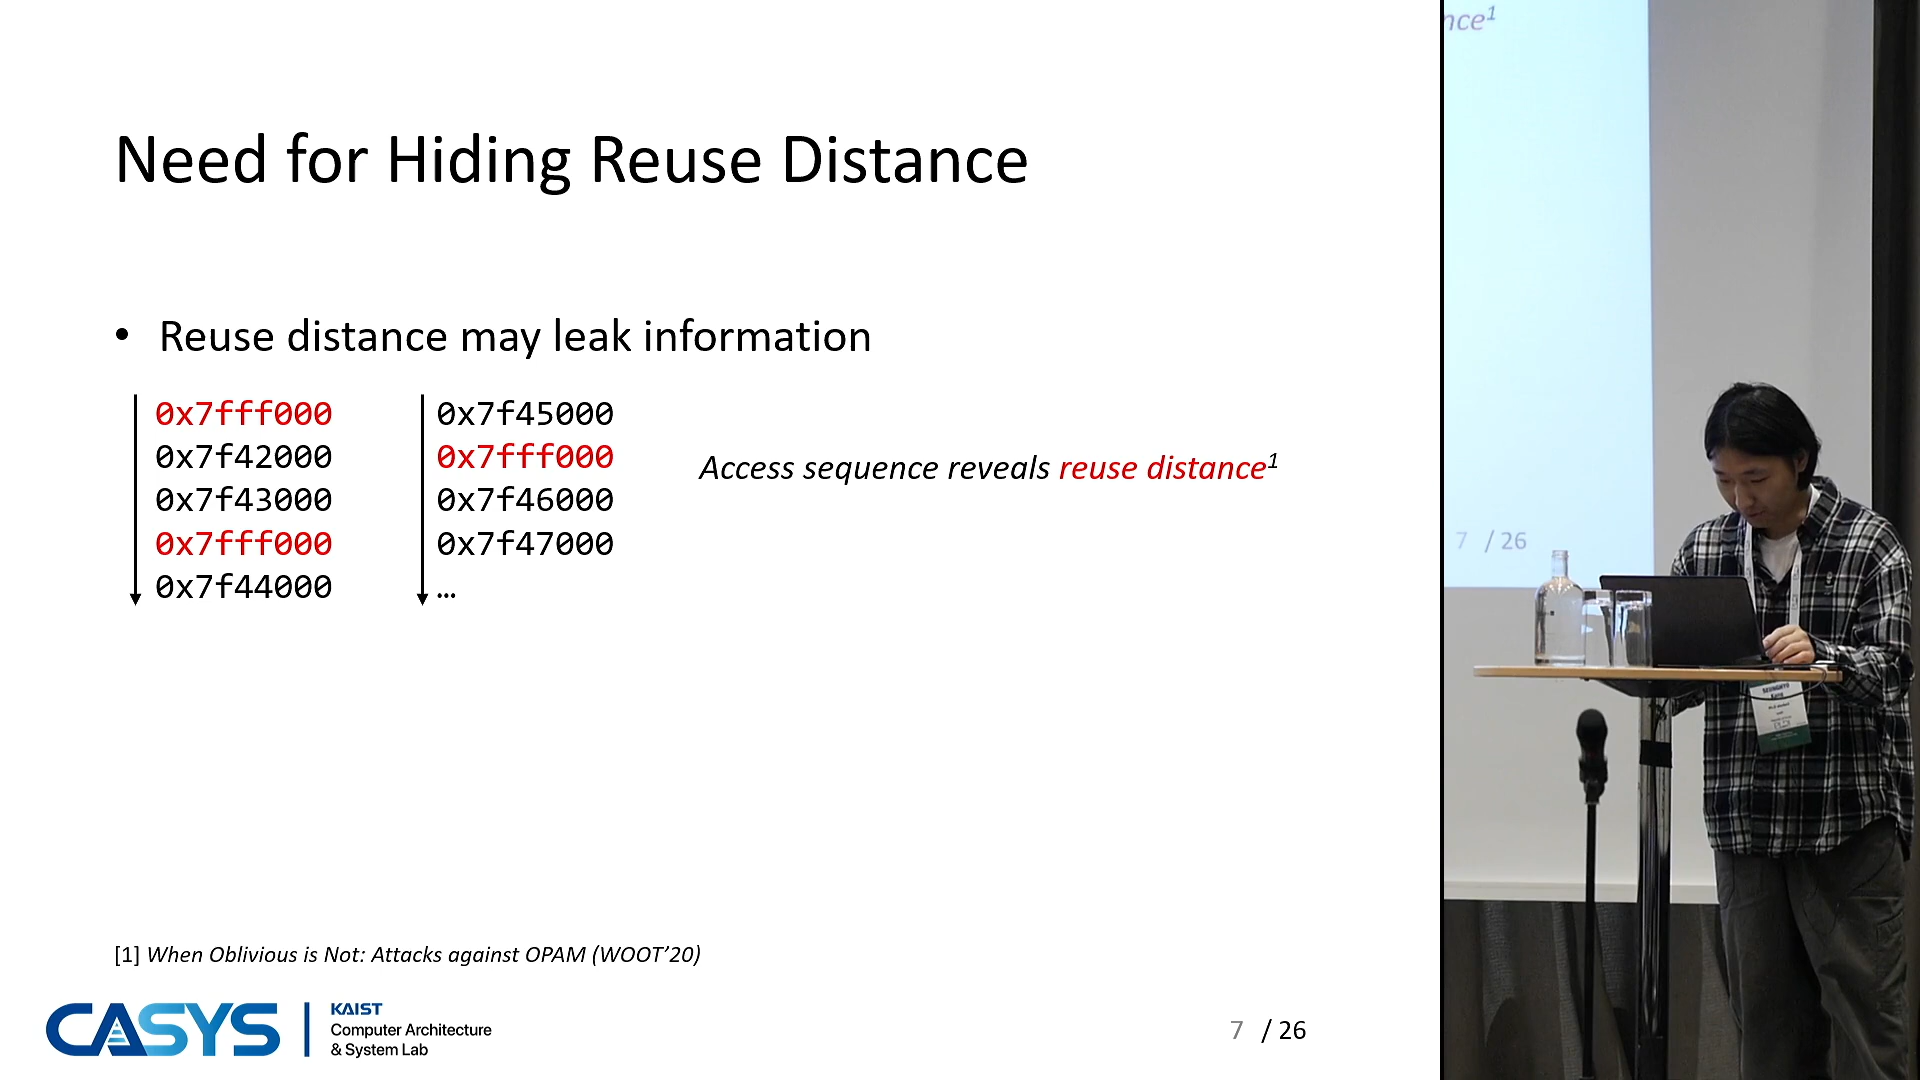 Need for Hiding Reuse Distance
• Reuse distance may leak information
0x7fff000
0x7f42000
0x7f43000
0x7fff000
0x7f44000
0x7f45000
0x7fff000
0x7f46000
0x7f47000
…
Access sequence reveals reuse distance1
[1] When Oblivious is Not: Attacks against OPAM (WOOT’20)
CASYS
KAIST
Computer Architecture
& System Lab
7 / 26
nce1
7 / 26